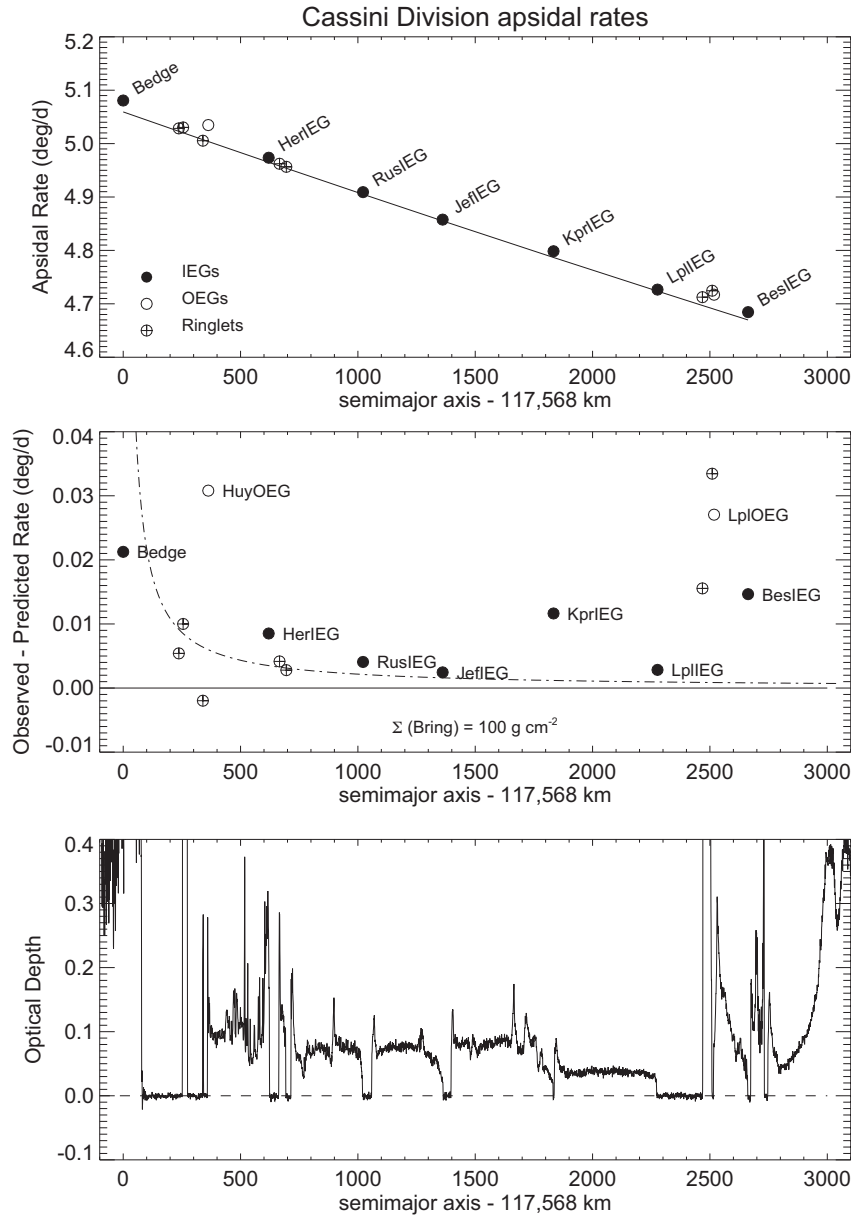 Cassini Division apsidal rates
5.2
5.1
5.0
4.9
4.8
4.7
4.6
Apsidal Rate (deg/d)
Bedge
HerIEG
RusIEG
JefIEG
KprIEG
LplIEG
BesIEG
IEGs
OEGs
Ringlets
0 500 1000 1500 2000 2500 3000
semimajor axis - 117,568 km
0.04
0.03
0.02
0.01
0.00
-0.01
Observed - Predicted Rate (deg/d)
HuyOEG
LplOEG
Bedge
BesIEG
KprIEG
HerIEG
RusIEG
JefIEG
LplIEG
Σ (Bring) = 100 g cm⁻²
0 500 1000 1500 2000 2500 3000
semimajor axis - 117,568 km
0.4
0.3
0.2
0.1
0.0
-0.1
Optical Depth
0 500 1000 1500 2000 2500 3000
semimajor axis - 117,568 km